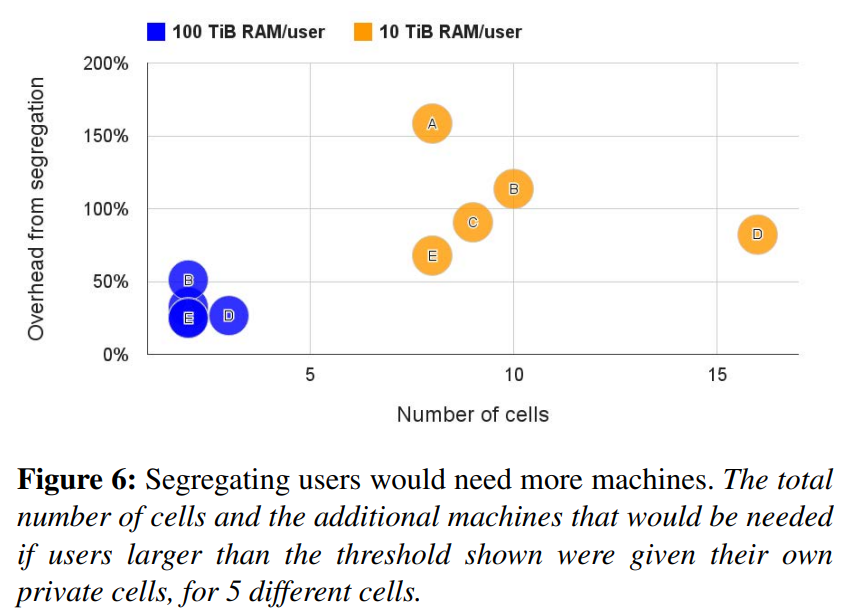 100 TiB RAM/user 10 TiB RAM/user
Overhead from segregation
200%
150%
100%
50%
0%
A
B
C
D
E
B
E
D
5 10 15
Number of cells
Figure 6: Segregating users would need more machines. The total
number of cells and the additional machines that would be needed
if users larger than the threshold shown were given their own
private cells, for 5 different cells.